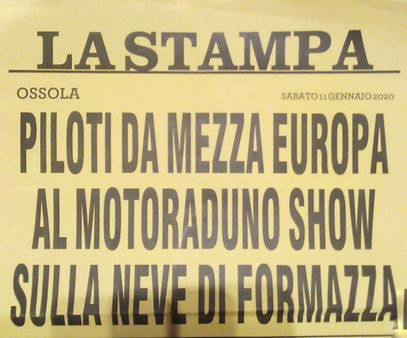 LA STAMPA
OSSOLA SABATO 11 GENNAIO 2020
PILOTI DA MEZZA EUROPA
AL MOTORADUNO SHOW
SULLA NEVE DI FORMAZZA